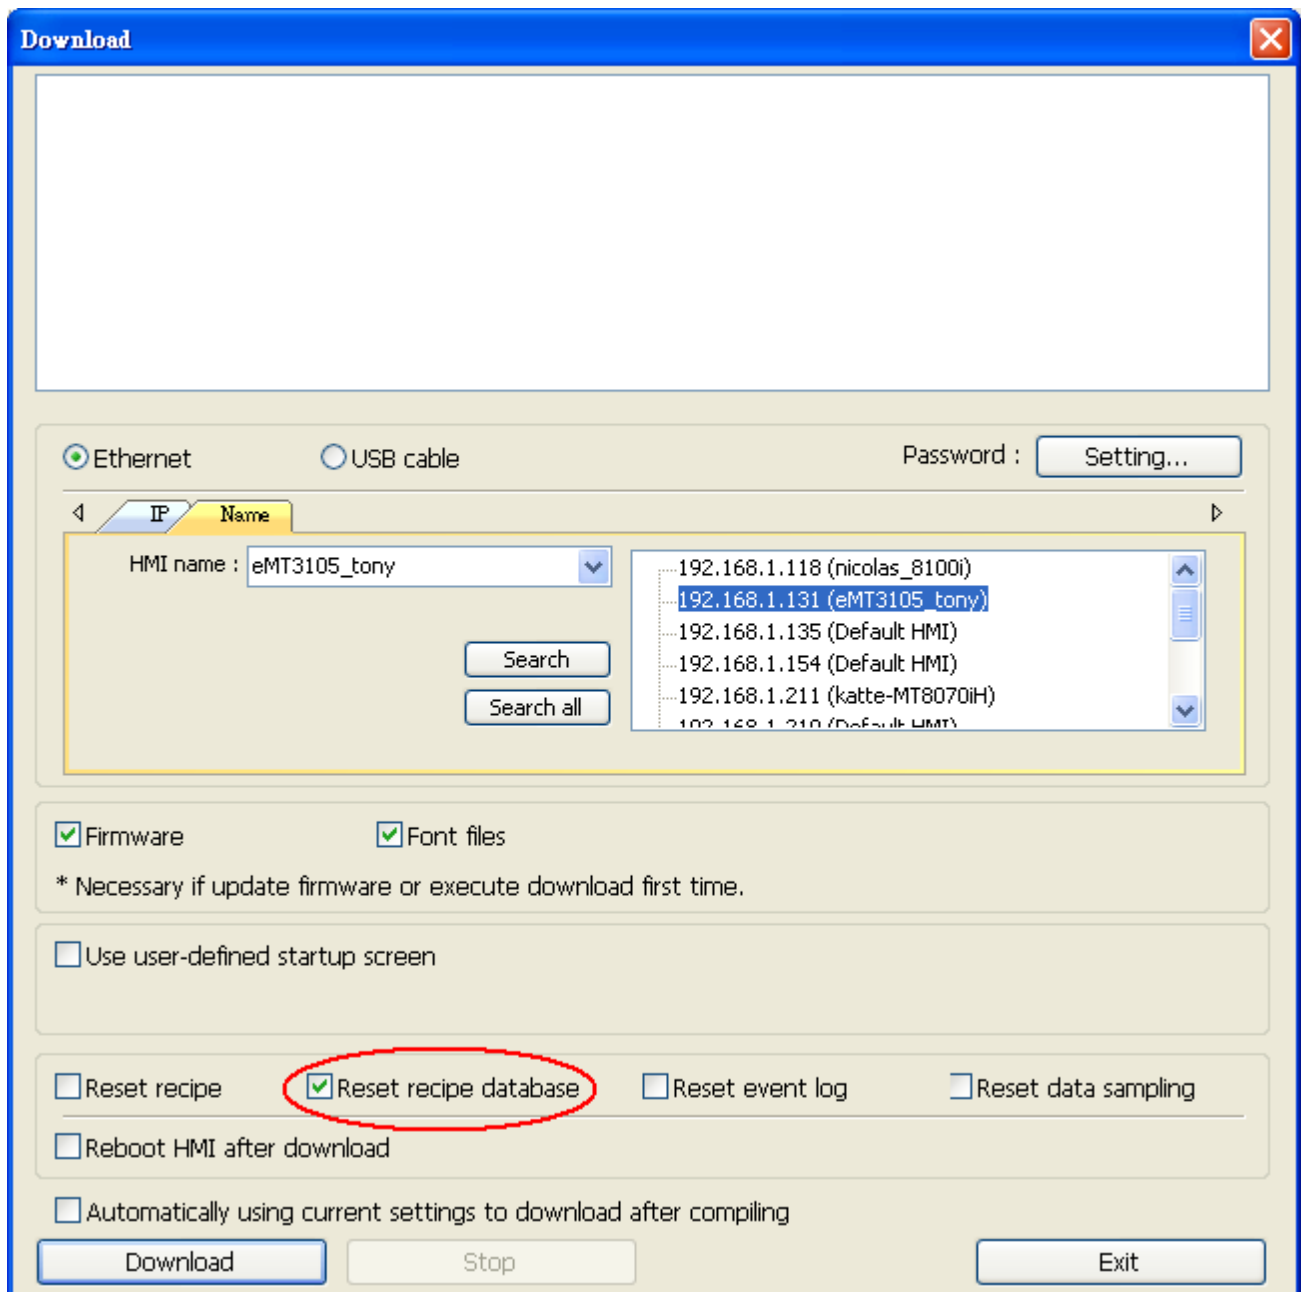 Download
Ethernet USB cable Password : Setting...
IP Name
HMI name : eMT3105_tony
192.168.1.118 (nicolas_8100i)
192.168.1.131 (eMT3105_tony)
192.168.1.135 (Default HMI)
192.168.1.154 (Default HMI)
192.168.1.211 (katte-MT8070iH)
Search
Search all
Firmware Font files
* Necessary if update firmware or execute download first time.
Use user-defined startup screen
Reset recipe Reset recipe database Reset event log Reset data sampling
Reboot HMI after download
Automatically using current settings to download after compiling
Download Stop Exit